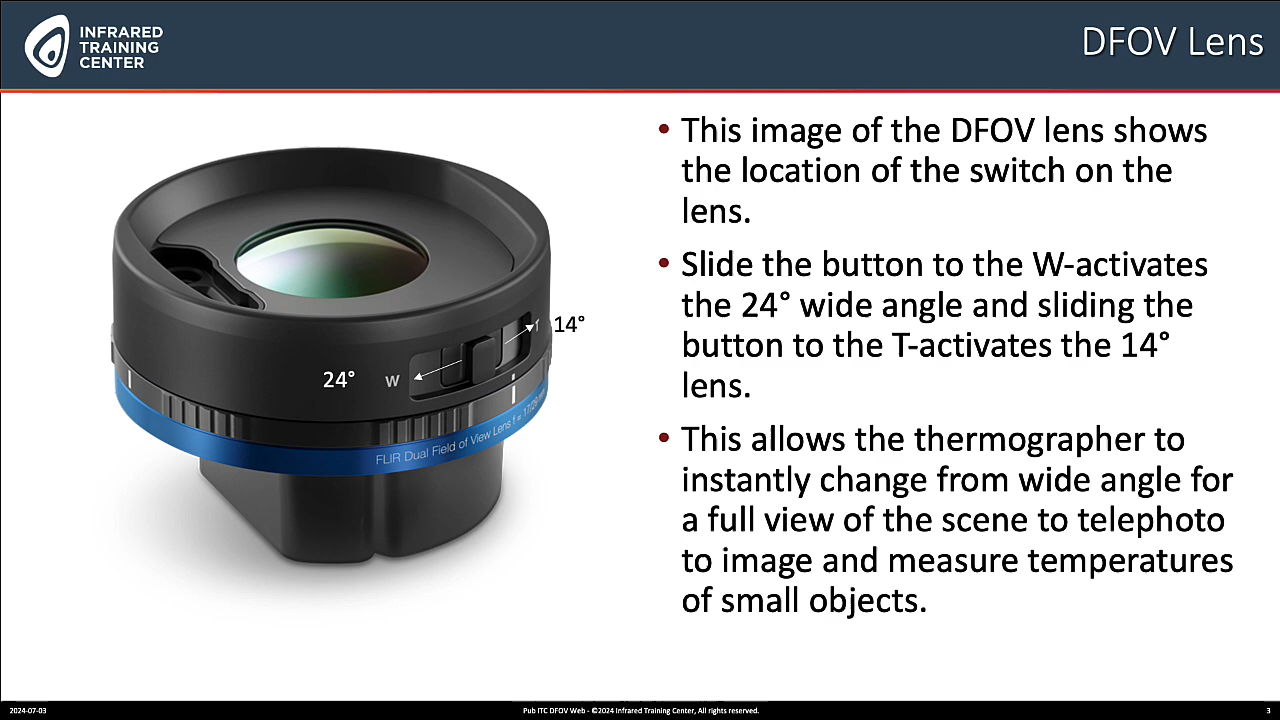 INFRARED
TRAINING
CENTER
DFOV Lens
• This image of the DFOV lens shows
the location of the switch on the
lens.
• Slide the button to the W-activates
the 24° wide angle and sliding the
button to the T-activates the 14°
lens.
• This allows the thermographer to
instantly change from wide angle for
a full view of the scene to telephoto
to image and measure temperatures
of small objects.
14°
24°
W
T
FLIR Dual Field of View Lens f = 17/29 mm
2024-07-03
Pub ITC DFOV Web - ©2024 Infrared Training Center, All rights reserved.
3